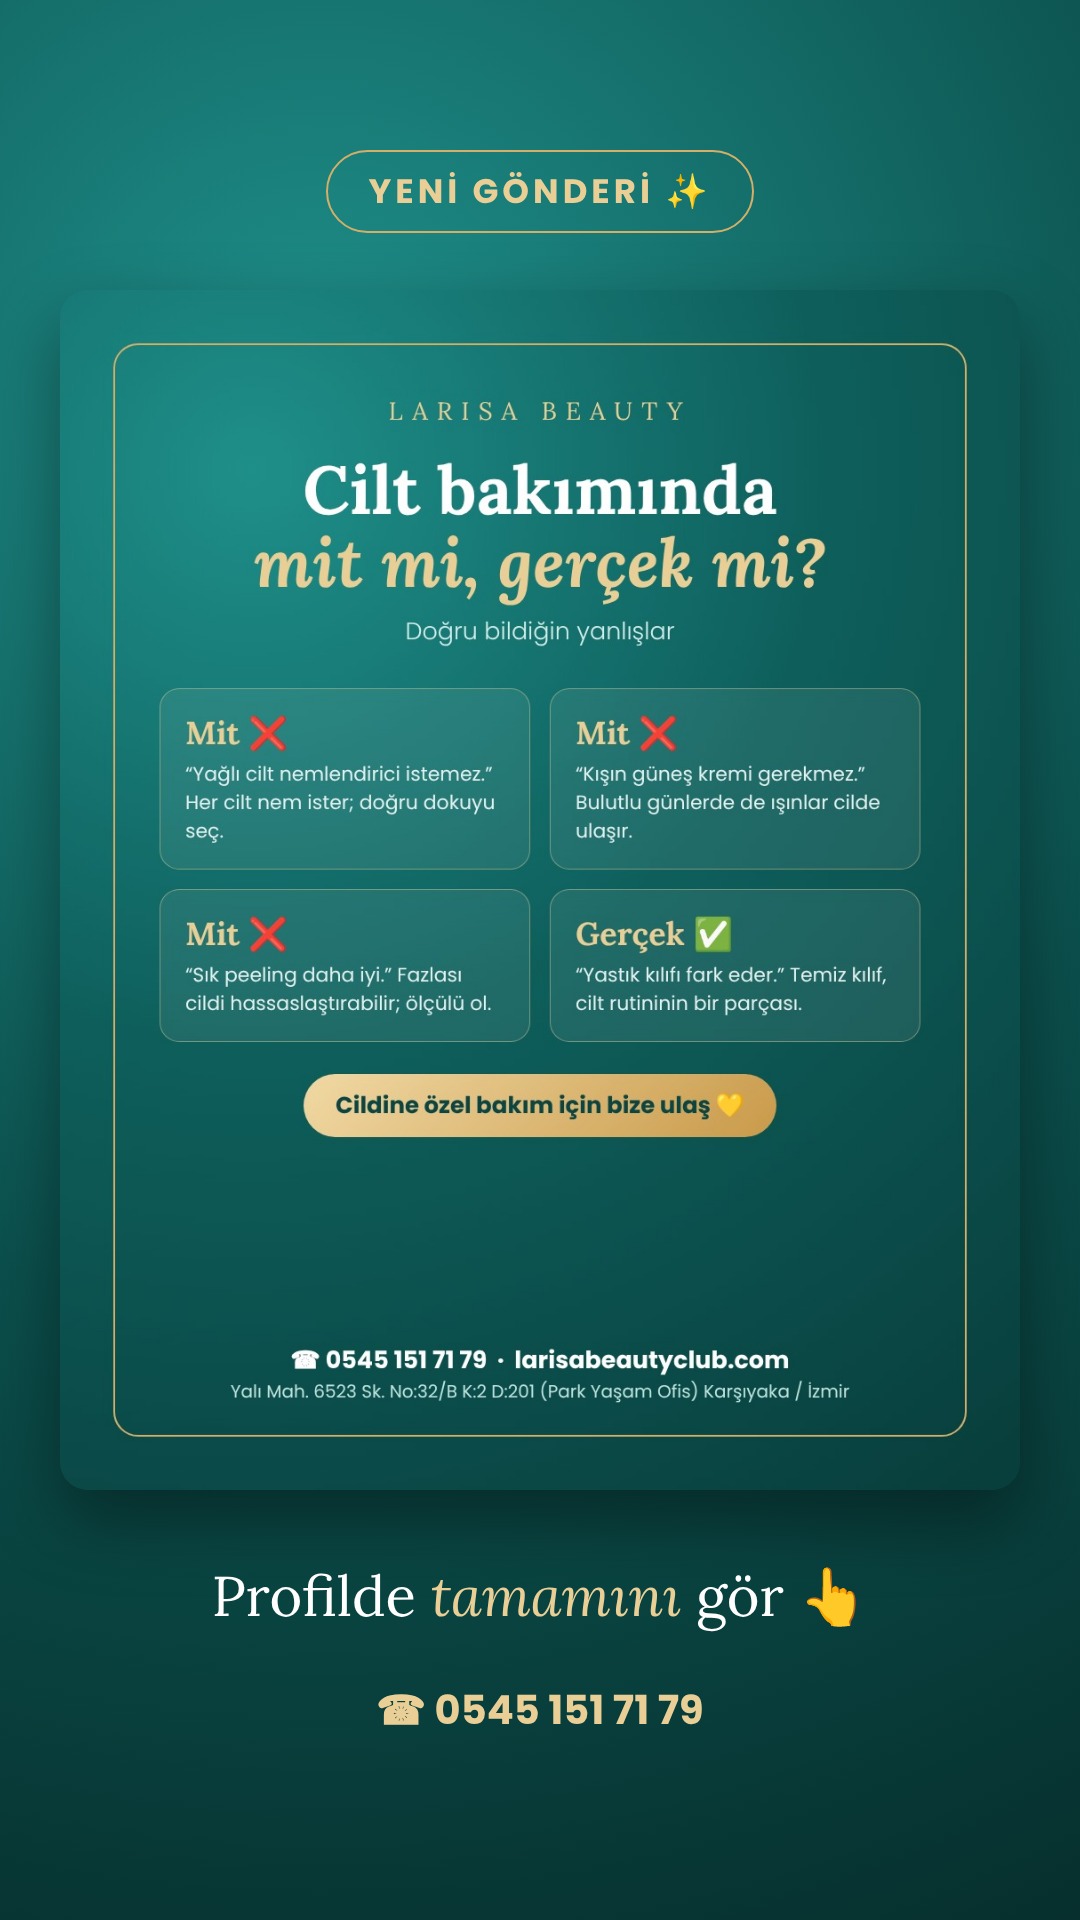 YENİ GÖNDERİ ✨
LARISA BEAUTY
Cilt bakımında
mit mi, gerçek mi?
Doğru bildiğin yanlışlar
Mit ❌
“Yağlı cilt nemlendirici istemez.”
Her cilt nem ister; doğru dokuyu
seç.
Mit ❌
“Kışın güneş kremi gerekmez.”
Bulutlu günlerde de ışınlar cilde
ulaşır.
Mit ❌
“Sık peeling daha iyi.” Fazlası
cildi hassaslaştırabilir; ölçülü ol.
Gerçek ✅
“Yastık kılıfı fark eder.” Temiz kılıf,
cilt rutininin bir parçası.
Cildine özel bakım için bize ulaş 💛
☎ 0545 151 71 79 · larisabeautyclub.com
Yalı Mah. 6523 Sk. No:32/B K:2 D:201 (Park Yaşam Ofis) Karşıyaka / İzmir
Profilde tamamını gör 👆
☎ 0545 151 71 79